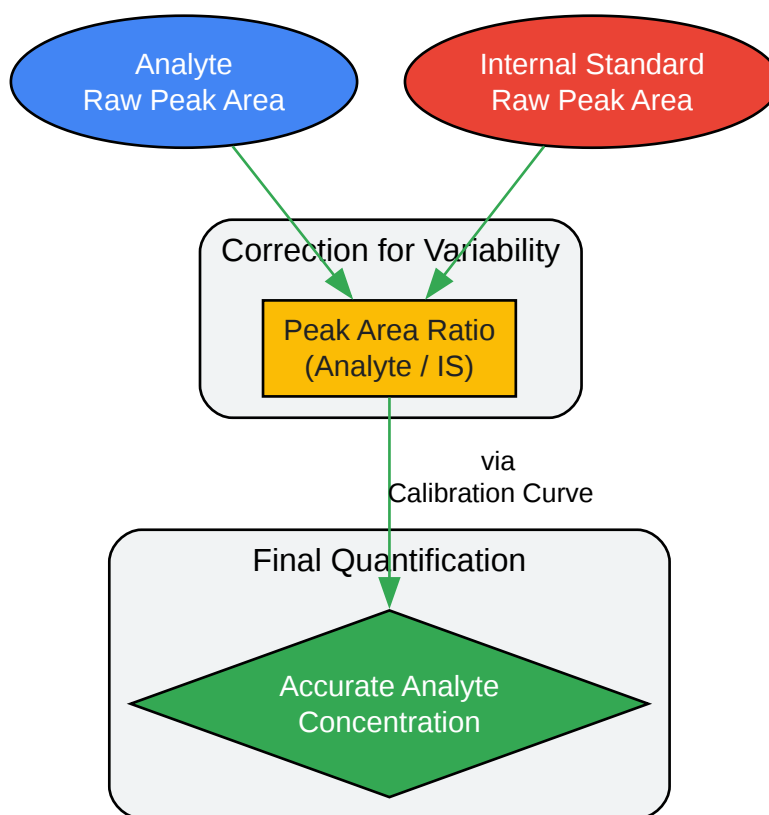 Analyte
Raw Peak Area
Internal Standard
Raw Peak Area
Correction for Variability
Peak Area Ratio
(Analyte / IS)
via
Calibration Curve
Final Quantification
Accurate Analyte
Concentration